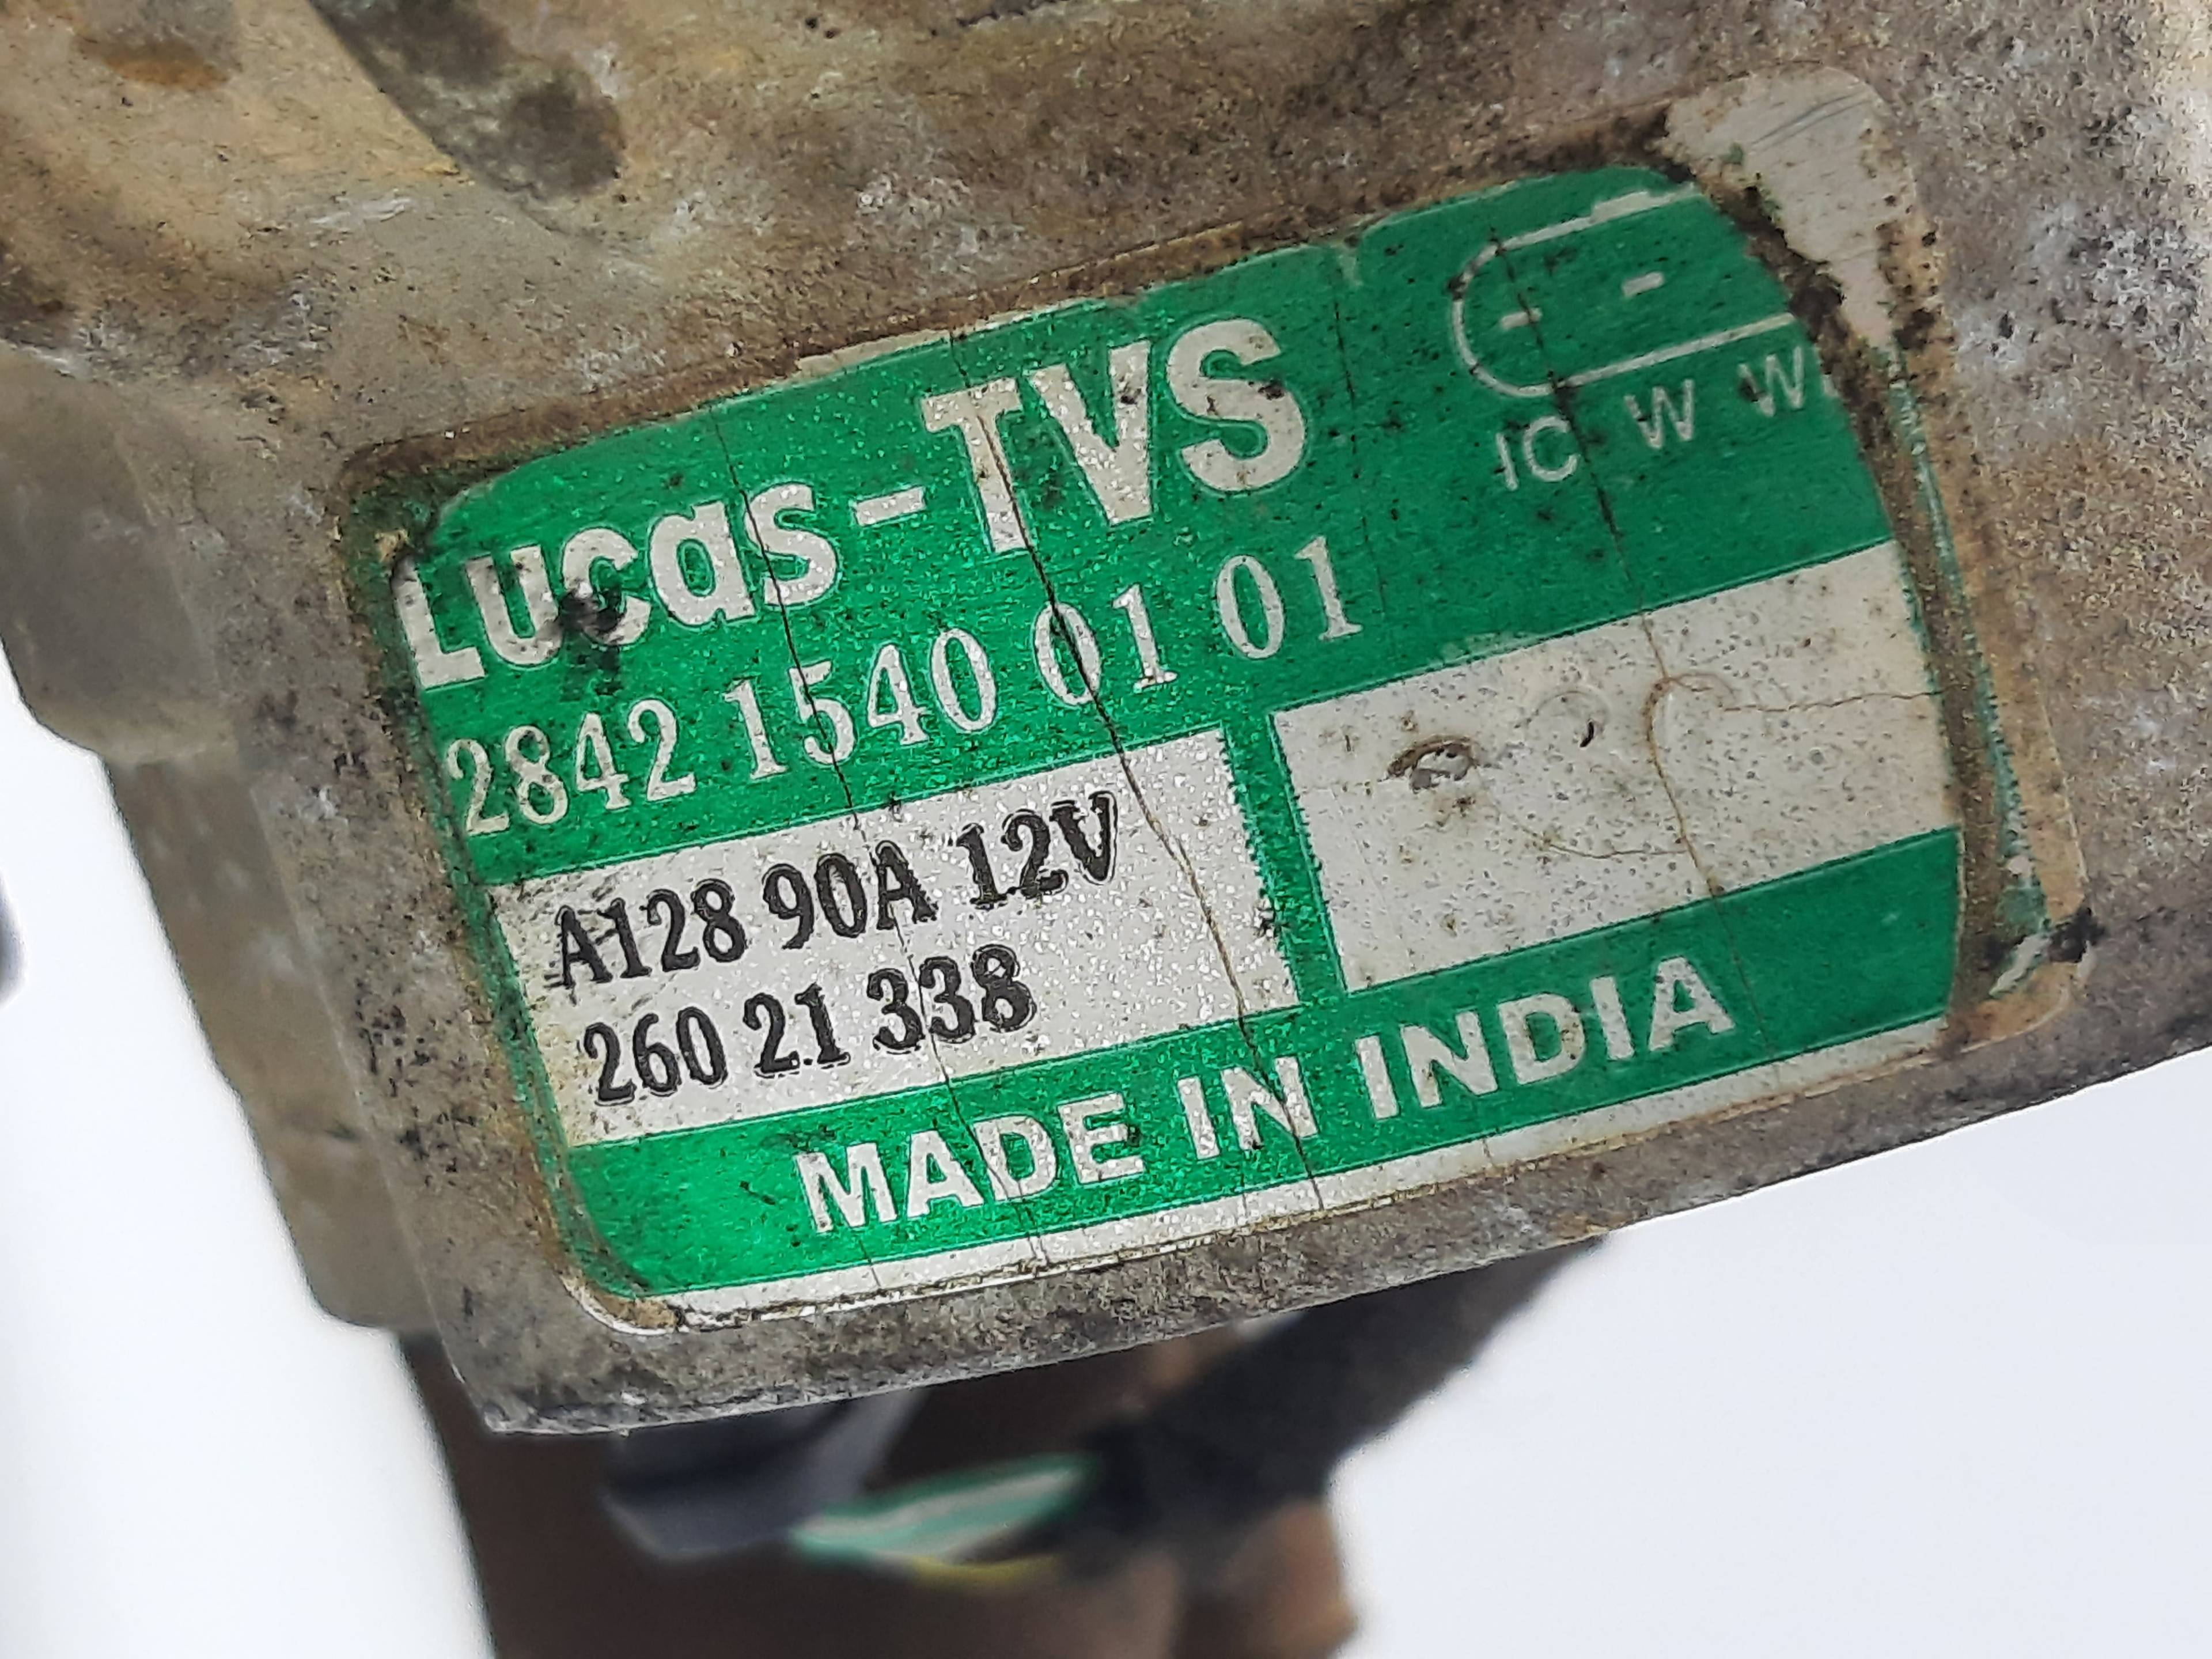 Lucas-TVS
2842 1540 01 01
IC W
A128 90A 12V
260 21 338
MADE IN INDIA